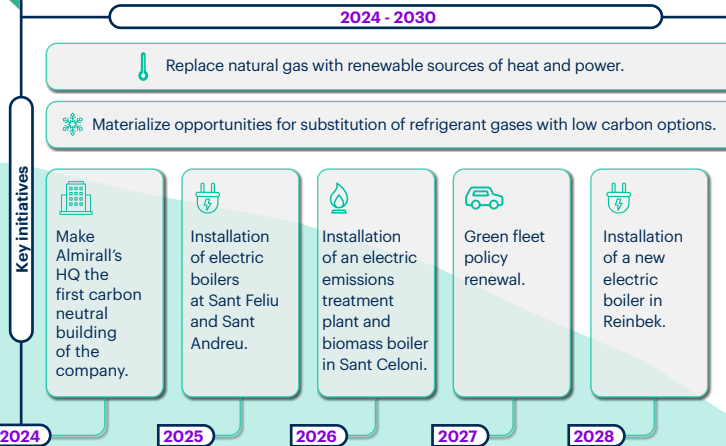 2024 - 2030
Replace natural gas with renewable sources of heat and power.
Materialize opportunities for substitution of refrigerant gases with low carbon options.
Key initiatives
Make
Almirall's
HQ the
first carbon
neutral
building
of the
company.
Installation
of electric
boilers
at Sant Feliu
and Sant
Andreu.
Installation
of an electric
emissions
treatment
plant and
biomass boiler
in Sant Celoni.
Green fleet
policy
renewal.
Installation
of a new
electric
boiler in
Reinbek.
2024
2025
2026
2027
2028